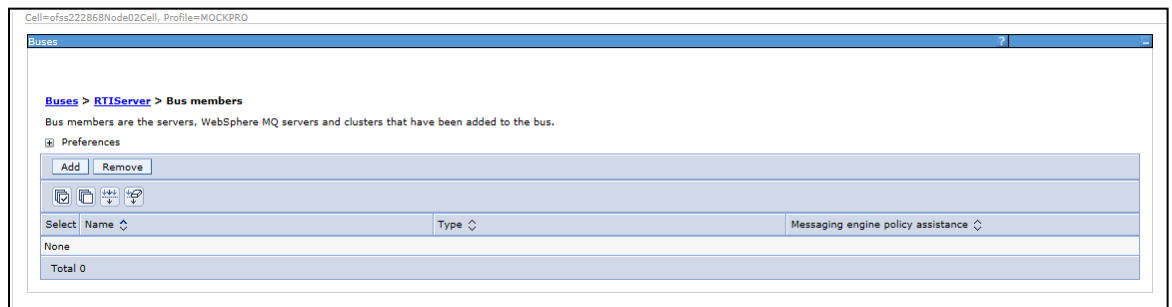 Cell=ofss222868Node02Cell, Profile=MOCKPRO
Buses ? –
Buses > RTIServer > Bus members
Bus members are the servers, WebSphere MQ servers and clusters that have been added to the bus.
Preferences
Add Remove
Select Name Type Messaging engine policy assistance
None
Total 0